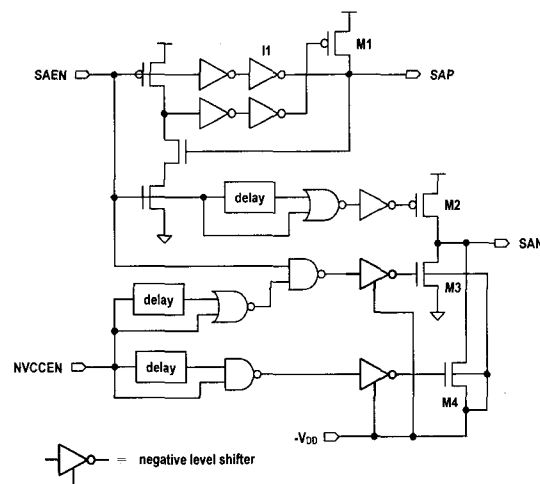 I1
M1
SAEN
SAP
delay
M2
SAN
delay
M3
NVCCEN
delay
M4
-VDD
= negative level shifter